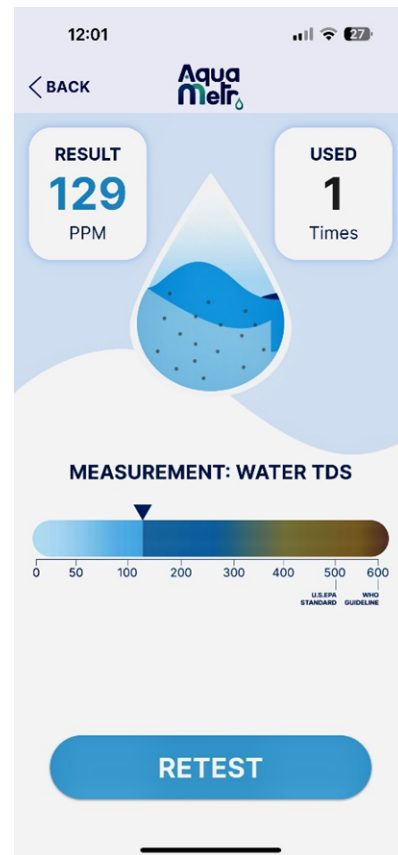 12:01
27
BACK
Aqua
Metr
RESULT
129
PPM
USED
1
Times
MEASUREMENT: WATER TDS
0 50 100 200 300 400 500 600
U.S.EPA STANDARD
WHO GUIDELINE
RETEST